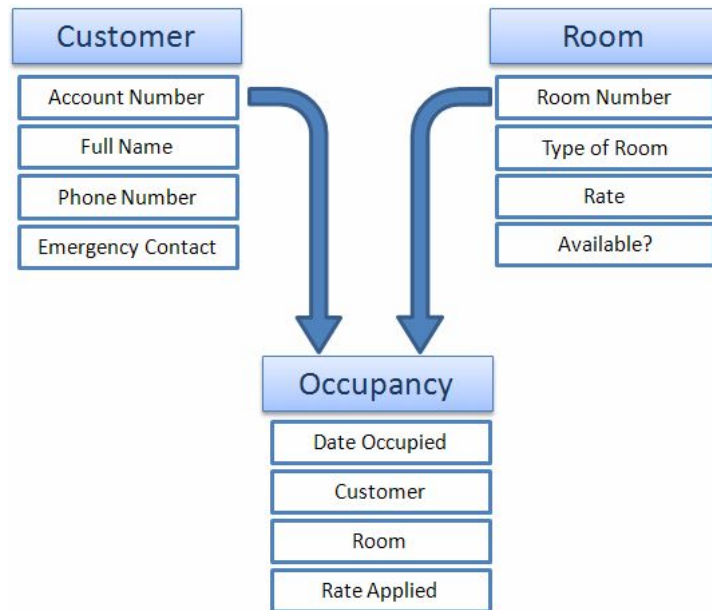 Customer
Account Number
Full Name
Phone Number
Emergency Contact
Room
Room Number
Type of Room
Rate
Available?
Occupancy
Date Occupied
Customer
Room
Rate Applied